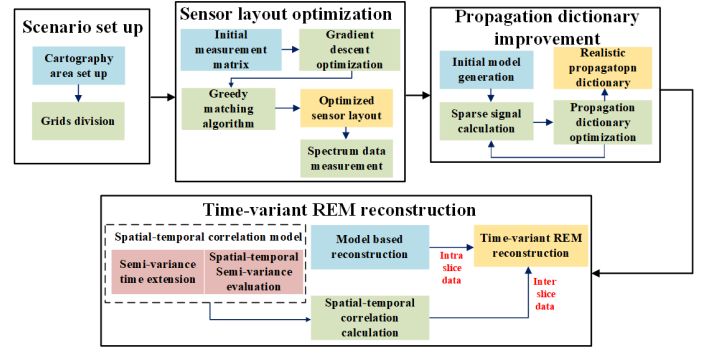 Scenario set up
Cartography
area set up
Grids division
Sensor layout optimization
Initial
measurement
matrix
Gradient
descent
optimization
Greedy
matching
algorithm
Optimized
sensor layout
Spectrum data
measurement
Propagation dictionary
improvement
Initial model
generation
Realistic
propagatopn
dictionary
Sparse signal
calculation
Propagation
dictionary
optimization
Time-variant REM reconstruction
Spatial-temporal correlation model
Semi-variance
time extension
Spatial-temporal
Semi-variance
evaluation
Model based
reconstruction
Intra
slice
data
Time-variant REM
reconstruction
Inter
slice
data
Spatial-temporal
correlation
calculation